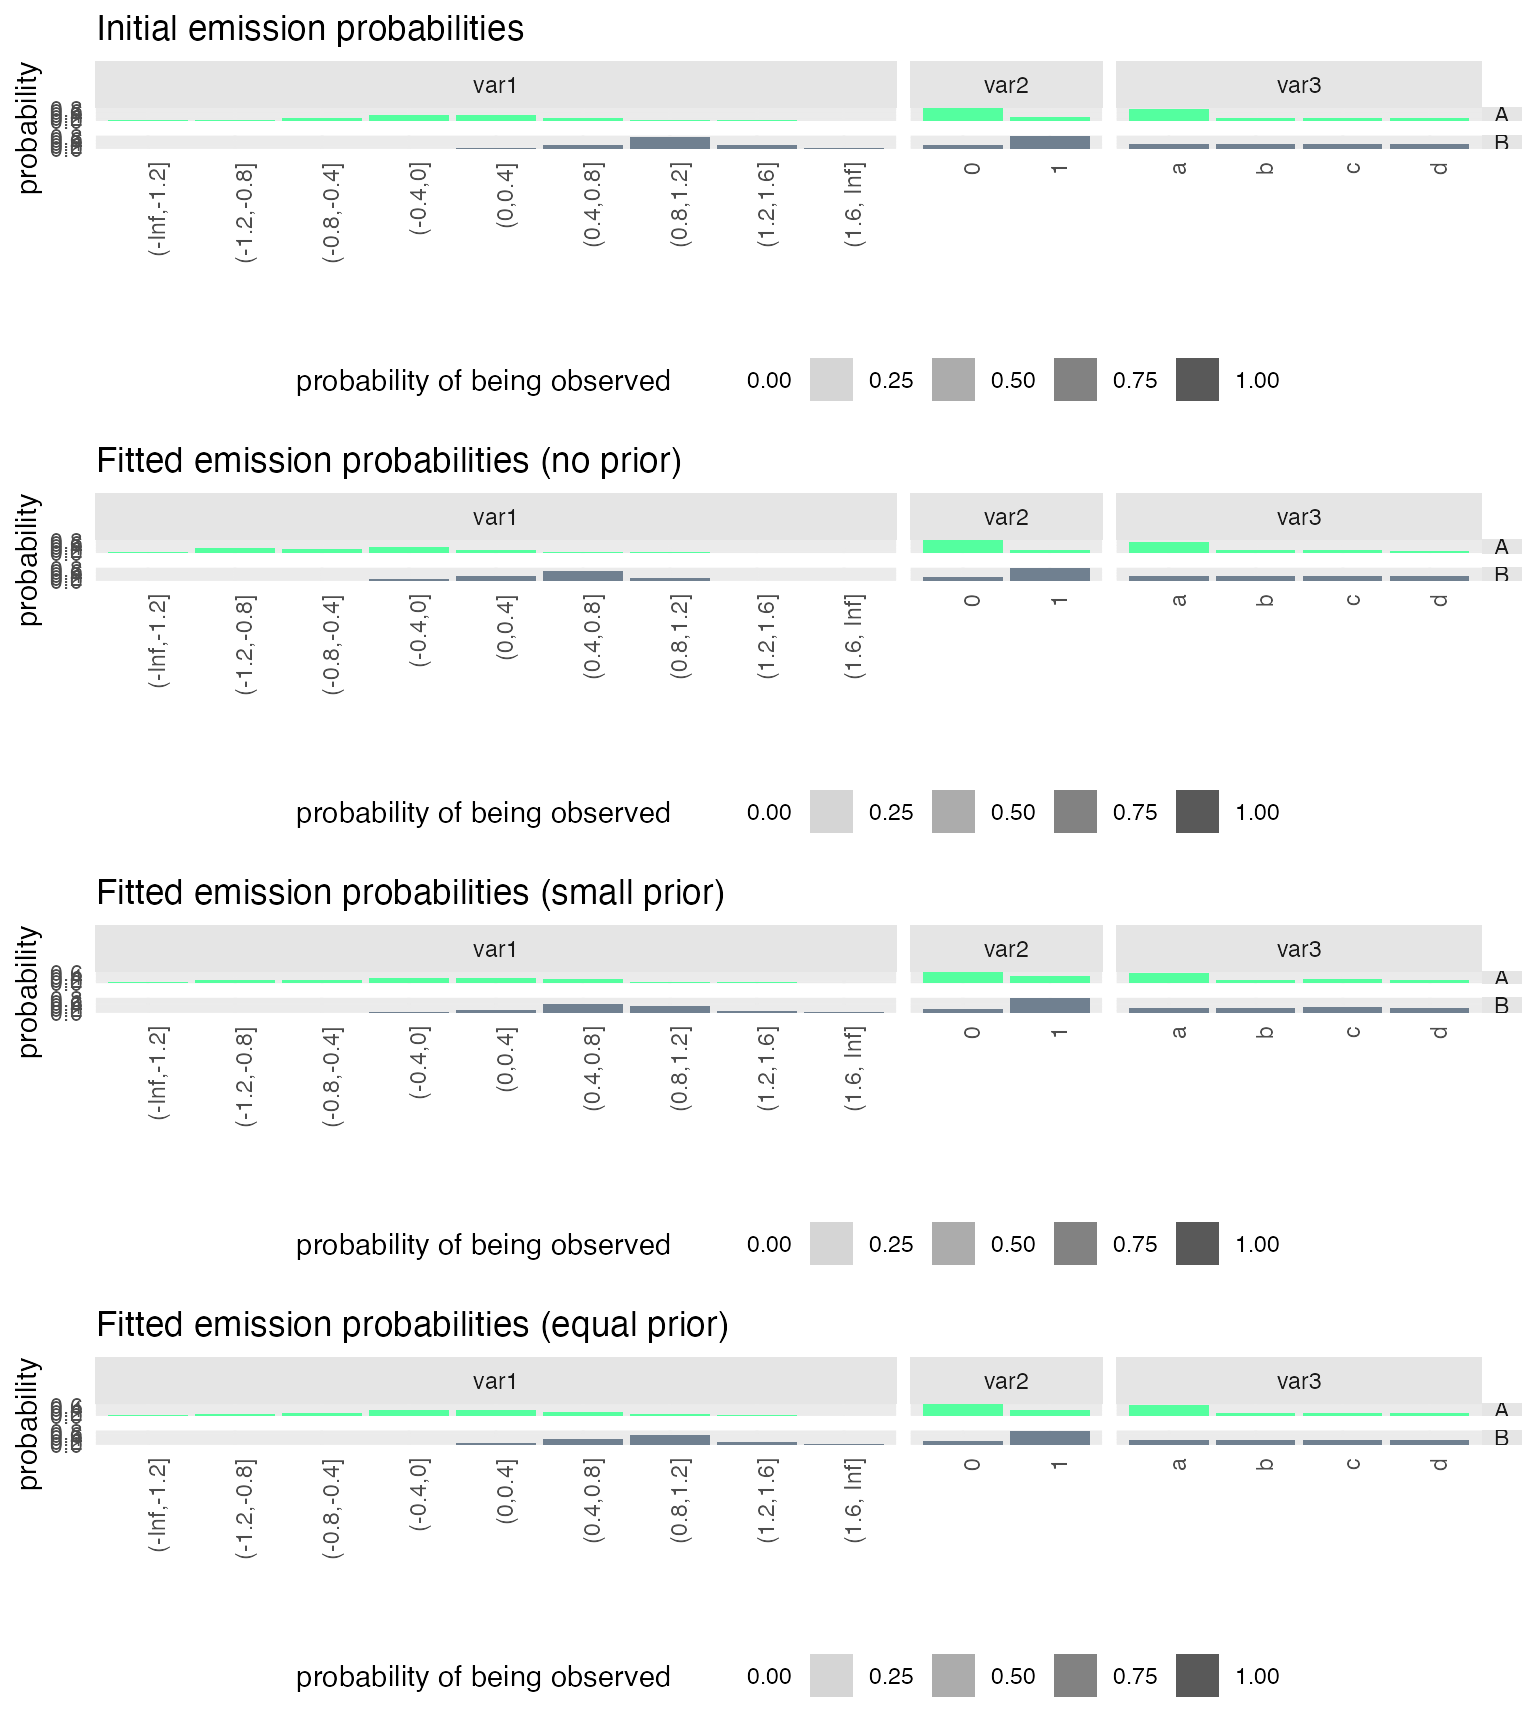 Initial emission probabilities
probability
var1 var2 var3
A
B
(-Inf,-1.2] (-1.2,-0.8] (-0.8,-0.4] (-0.4,0] (0,0.4] (0.4,0.8] (0.8,1.2] (1.2,1.6] (1.6, Inf] 0 1 a b c d
probability of being observed 0.00 0.25 0.50 0.75 1.00
Fitted emission probabilities (no prior)
probability
var1 var2 var3
A
B
(-Inf,-1.2] (-1.2,-0.8] (-0.8,-0.4] (-0.4,0] (0,0.4] (0.4,0.8] (0.8,1.2] (1.2,1.6] (1.6, Inf] 0 1 a b c d
probability of being observed 0.00 0.25 0.50 0.75 1.00
Fitted emission probabilities (small prior)
probability
var1 var2 var3
A
B
(-Inf,-1.2] (-1.2,-0.8] (-0.8,-0.4] (-0.4,0] (0,0.4] (0.4,0.8] (0.8,1.2] (1.2,1.6] (1.6, Inf] 0 1 a b c d
probability of being observed 0.00 0.25 0.50 0.75 1.00
Fitted emission probabilities (equal prior)
probability
var1 var2 var3
A
B
(-Inf,-1.2] (-1.2,-0.8] (-0.8,-0.4] (-0.4,0] (0,0.4] (0.4,0.8] (0.8,1.2] (1.2,1.6] (1.6, Inf] 0 1 a b c d
probability of being observed 0.00 0.25 0.50 0.75 1.00